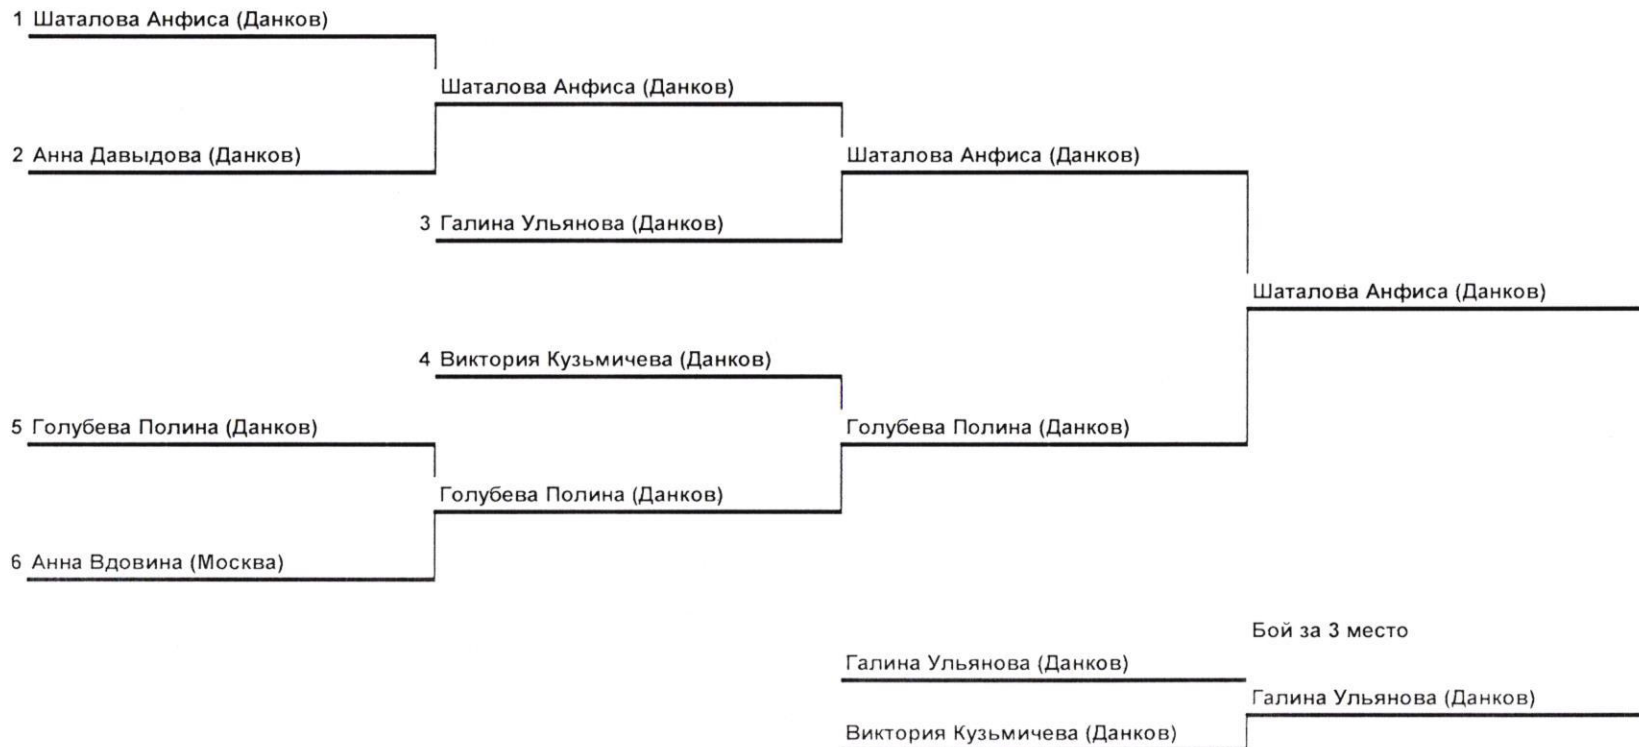 1 Шаталова Анфиса (Данков)
Шаталова Анфиса (Данков)
2 Анна Давыдова (Данков)
Шаталова Анфиса (Данков)
3 Галина Ульянова (Данков)
Шаталова Анфиса (Данков)
4 Виктория Кузьмичева (Данков)
5 Голубева Полина (Данков)
Голубева Полина (Данков)
Голубева Полина (Данков)
6 Анна Вдовина (Москва)
Бой за 3 место
Галина Ульянова (Данков)
Галина Ульянова (Данков)
Виктория Кузьмичева (Данков)